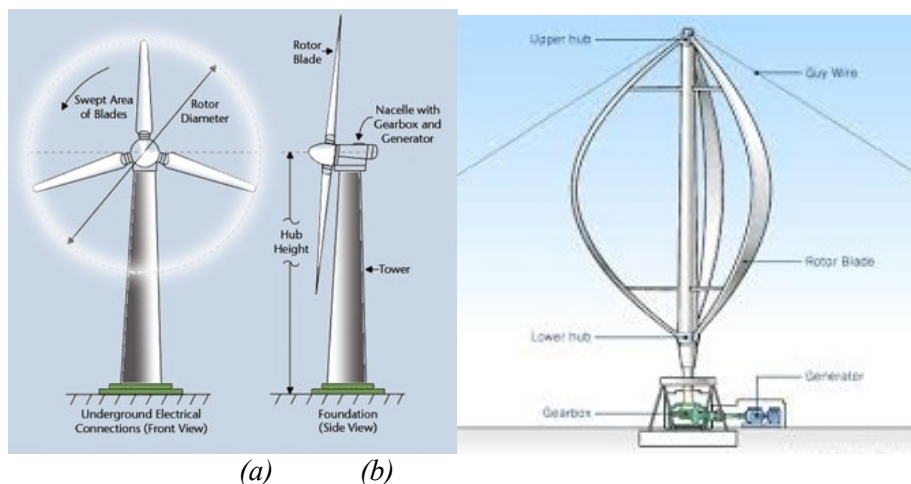 Swept Area
of Blades
Rotor
Diameter
Underground Electrical
Connections (Front View)
Rotor
Blade
Nacelle with
Gearbox and
Generator
Hub
Height
Tower
Foundation
(Side View)
Upper hub
Guy Wire
Rotor Blade
Lower hub
Generator
Gearbox
(a)
(b)